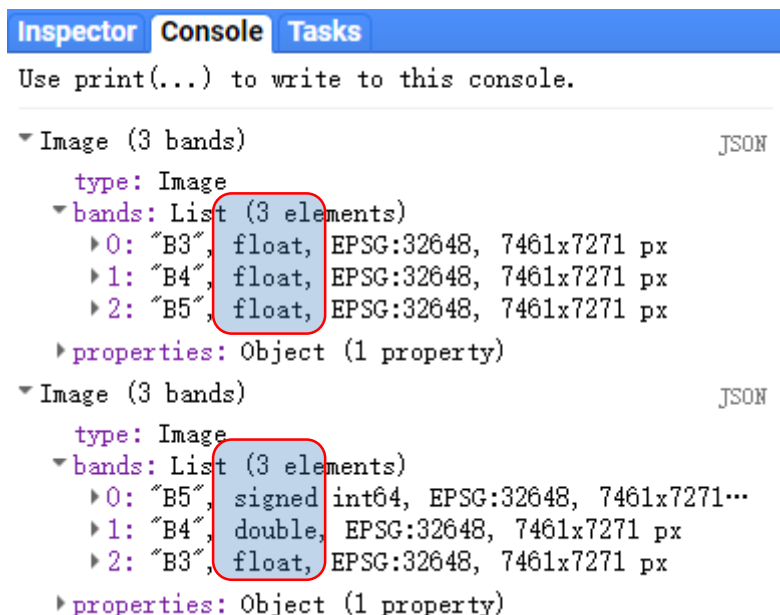 Inspector Console Tasks
Use print(...) to write to this console.
Image (3 bands) JSON
type: Image
bands: List (3 elements)
0: "B3", float, EPSG:32648, 7461x7271 px
1: "B4", float, EPSG:32648, 7461x7271 px
2: "B5", float, EPSG:32648, 7461x7271 px
properties: Object (1 property)
Image (3 bands) JSON
type: Image
bands: List (3 elements)
0: "B5", signed int64, EPSG:32648, 7461x7271…
1: "B4", double, EPSG:32648, 7461x7271 px
2: "B3", float, EPSG:32648, 7461x7271 px
properties: Object (1 property)